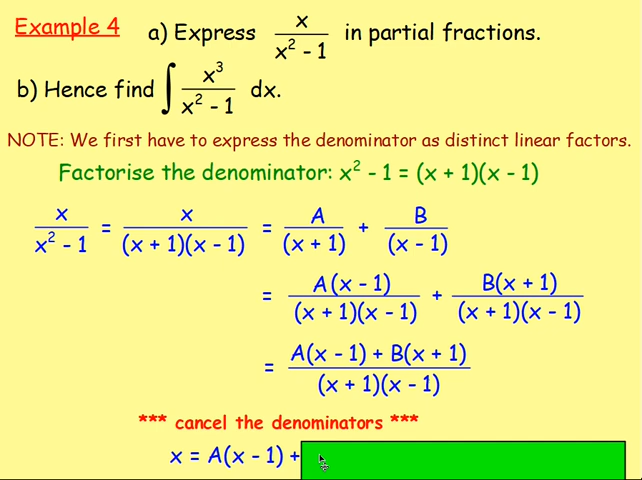 Example 4 a) Express x / (x² - 1) in partial fractions.
b) Hence find ∫ x³ / (x² - 1) dx.
NOTE: We first have to express the denominator as distinct linear factors.
Factorise the denominator: x² - 1 = (x + 1)(x - 1)
x / (x² - 1) = x / ((x + 1)(x - 1)) = A / (x + 1) + B / (x - 1)
= A(x - 1) / ((x + 1)(x - 1)) + B(x + 1) / ((x + 1)(x - 1))
= (A(x - 1) + B(x + 1)) / ((x + 1)(x - 1))
*** cancel the denominators ***
x = A(x - 1) +